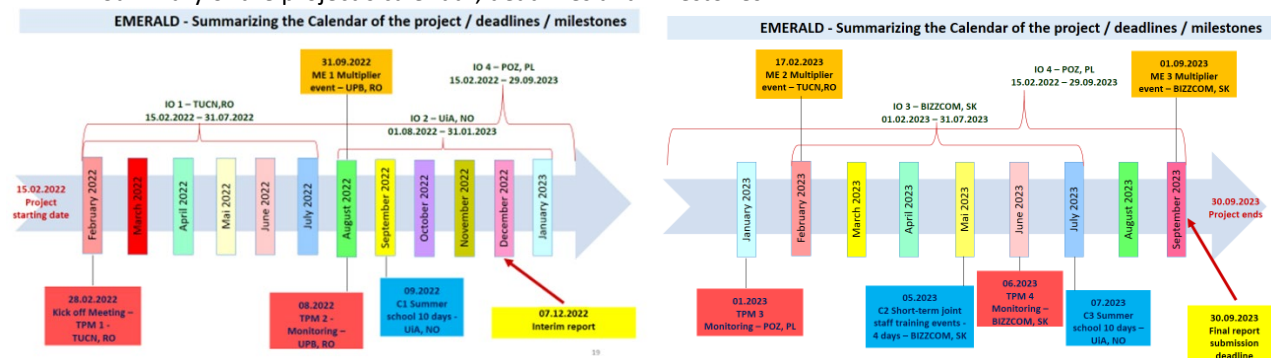 EMERALD - Summarizing the Calendar of the project / deadlines / milestones
31.09.2022
ME 1 Multiplier
event – UPB, RO
IO 4 – POZ, PL
15.02.2022 – 29.09.2023
IO 1 – TUCN,RO
15.02.2022 – 31.07.2022
IO 2 – UiA, NO
01.08.2022 – 31.01.2023
15.02.2022
Project
starting date
February 2022
March 2022
April 2022
Mai 2022
June 2022
July 2022
August 2022
September 2022
October 2022
November 2022
December 2022
January 2023
28.02.2022
Kick off Meeting –
TPM 1 -
TUCN, RO
08.2022
TPM 2 -
Monitoring –
UPB, RO
09.2022
C1 Summer
school 10 days -
UiA, NO
07.12.2022
Interim report
19
EMERALD - Summarizing the Calendar of the project / deadlines / milestones
17.02.2023
ME 2 Multiplier
event – TUCN,RO
IO 4 – POZ, PL
15.02.2022 – 29.09.2023
01.09.2023
ME 3 Multiplier
event – BIZZCOM, SK
IO 3 – BIZZCOM, SK
01.02.2023 – 31.07.2023
January 2023
February 2023
March 2023
April 2023
Mai 2023
June 2023
July 2023
August 2023
September 2023
30.09.2023
Project ends
01.2023
TPM 3
Monitoring – POZ, PL
05.2023
C2 Short-term joint
staff training events -
4 days – BIZZCOM, SK
06.2023
TPM 4
Monitoring –
BIZZCOM, SK
07.2023
C3 Summer
school 10 days –
UiA, NO
30.09.2023
Final report
submission
deadline